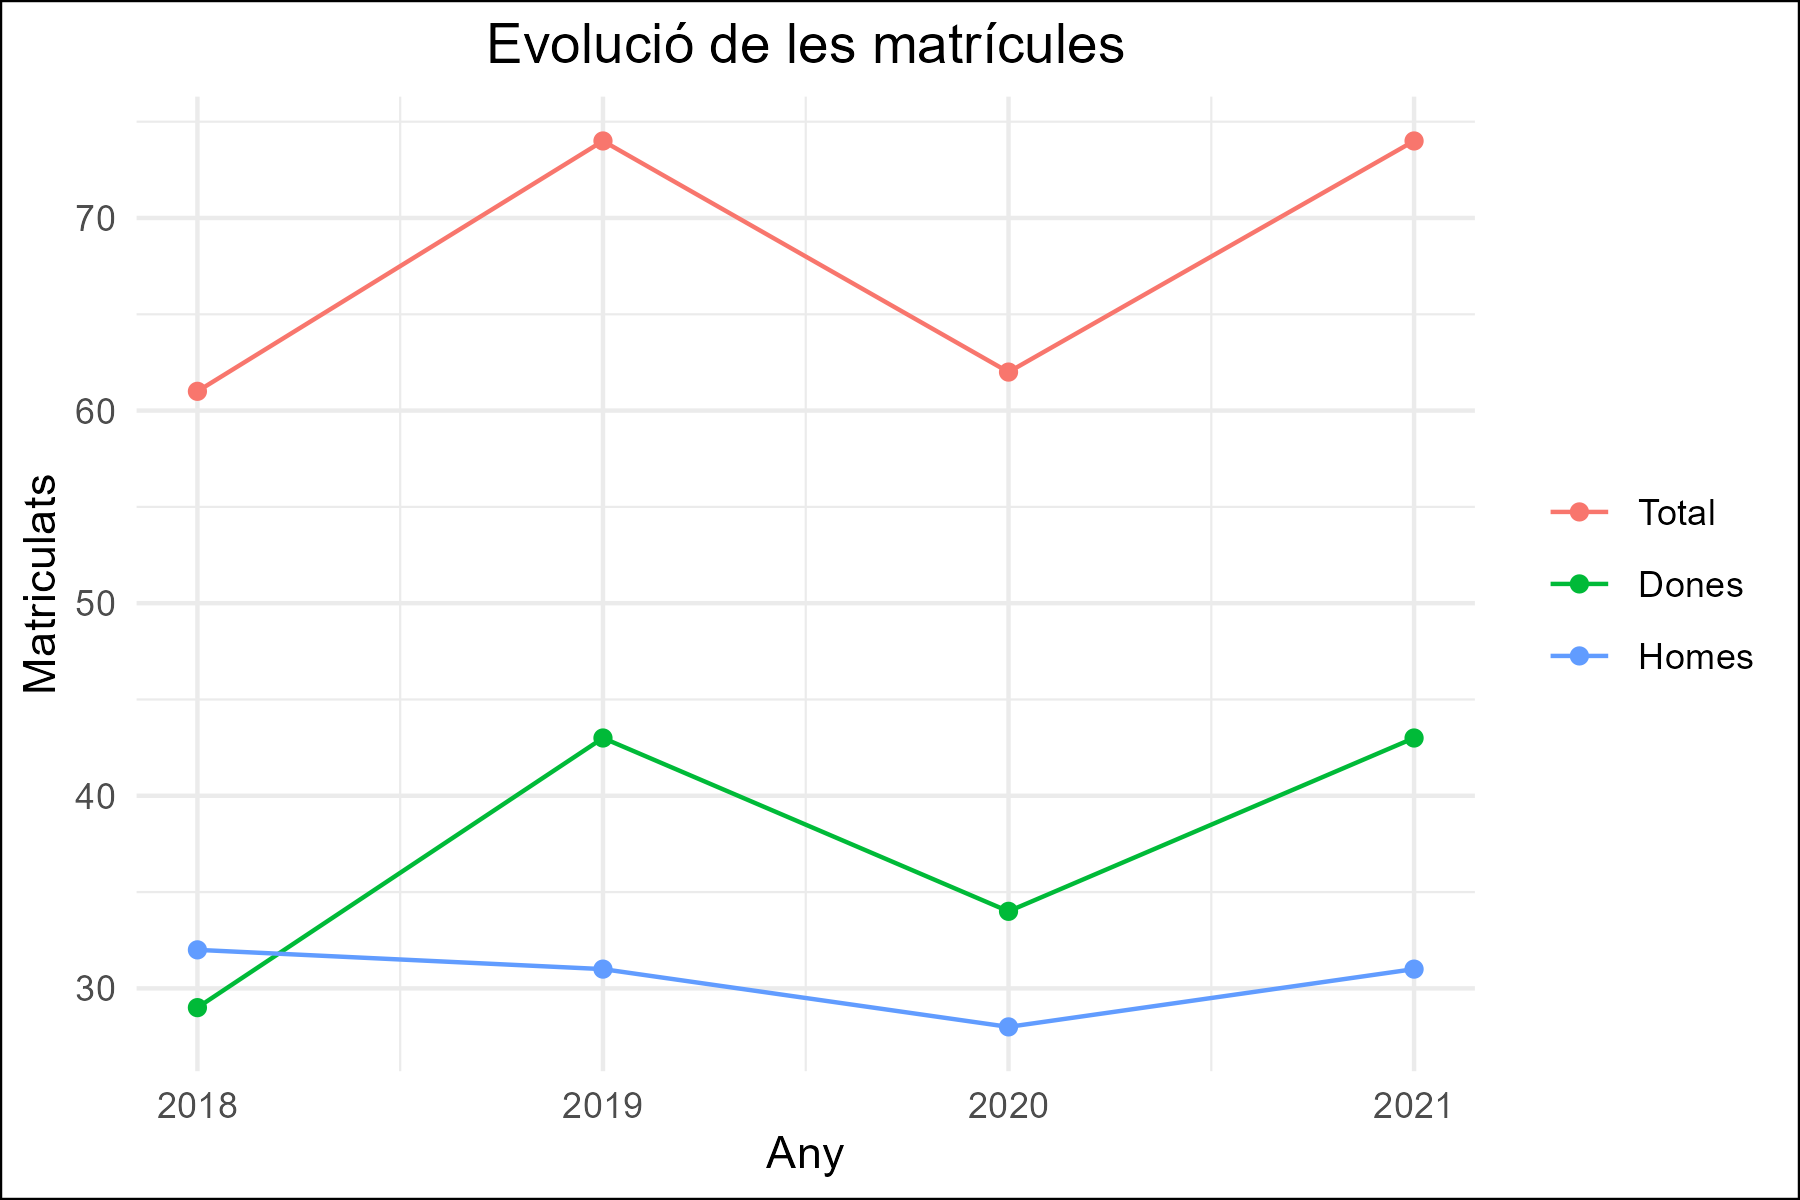 Evolució de les matrícules
70
60
50
40
30
Matriculats
2018
2019
2020
2021
Any
Total
Dones
Homes